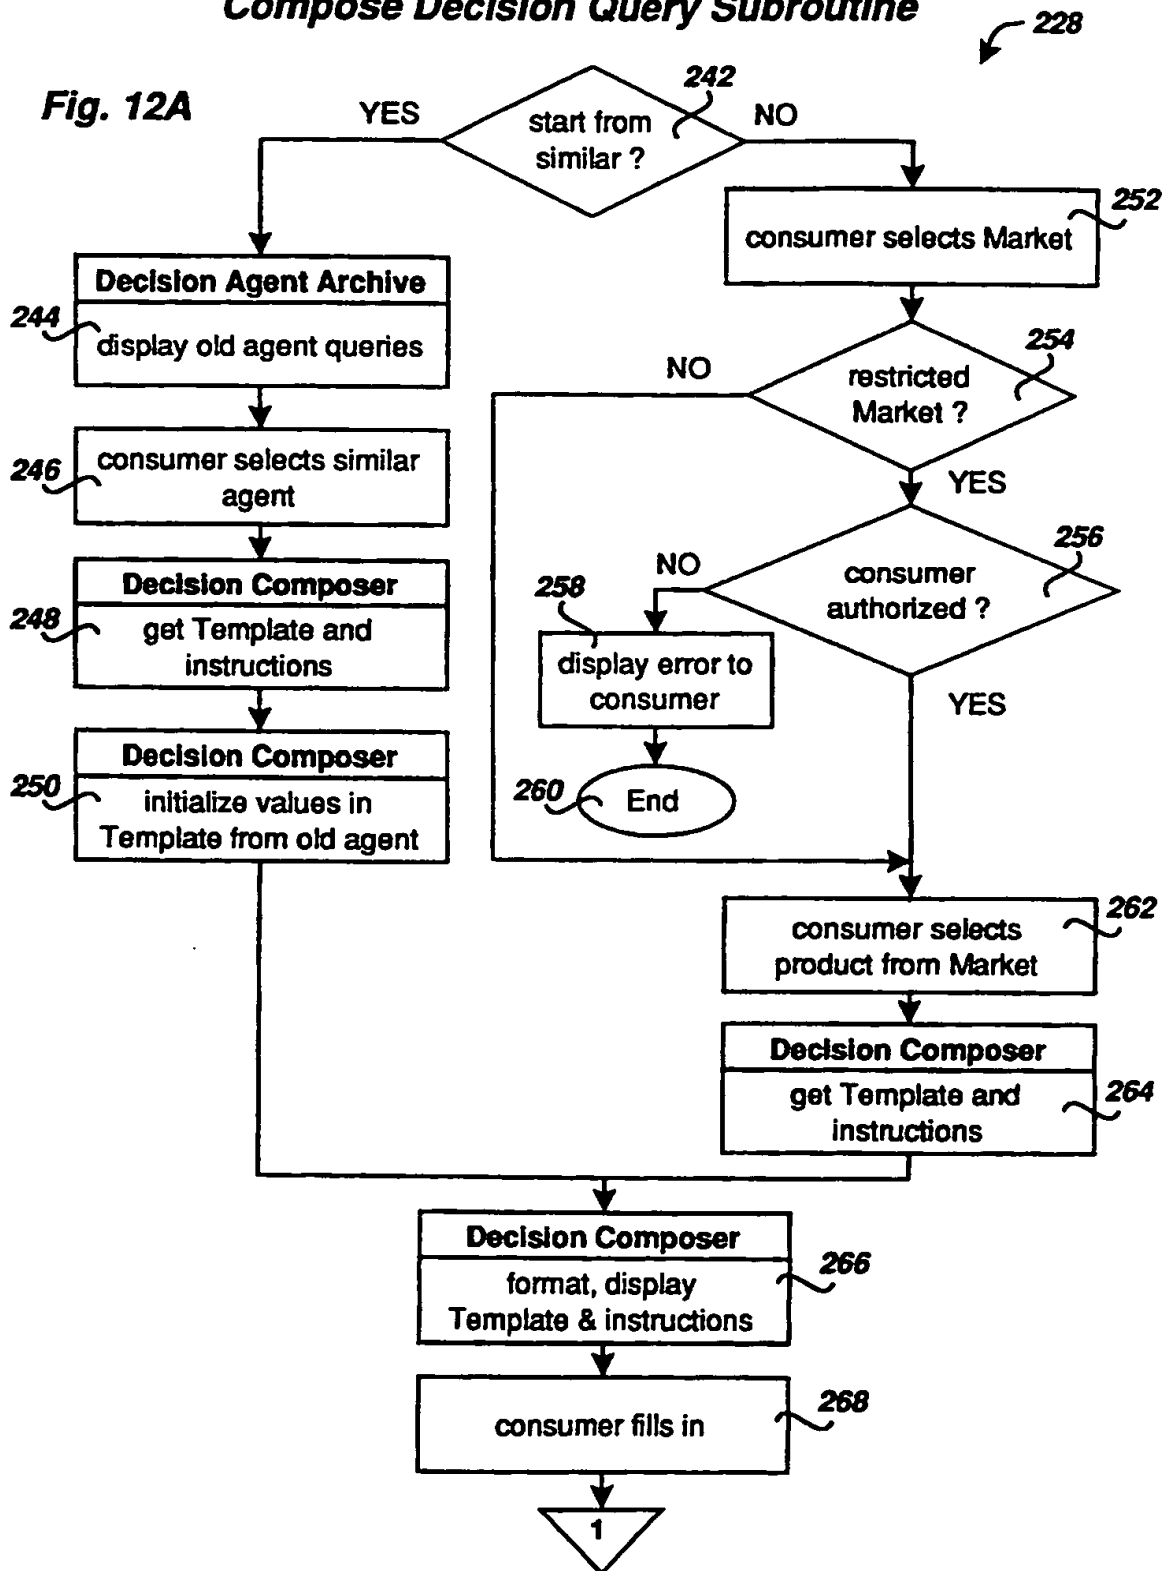 Compose Decision Query Subroutine
228
Fig. 12A
242
YES
NO
start from
similar ?
252
consumer selects Market
Decision Agent Archive
244
display old agent queries
254
NO
restricted
Market ?
YES
246
consumer selects similar
agent
256
NO
consumer
authorized ?
YES
Decision Composer
248
get Template and
instructions
258
display error to
consumer
Decision Composer
250
initialize values in
Template from old agent
260
End
262
consumer selects
product from Market
Decision Composer
264
get Template and
instructions
Decision Composer
266
format, display
Template & instructions
268
consumer fills in
1